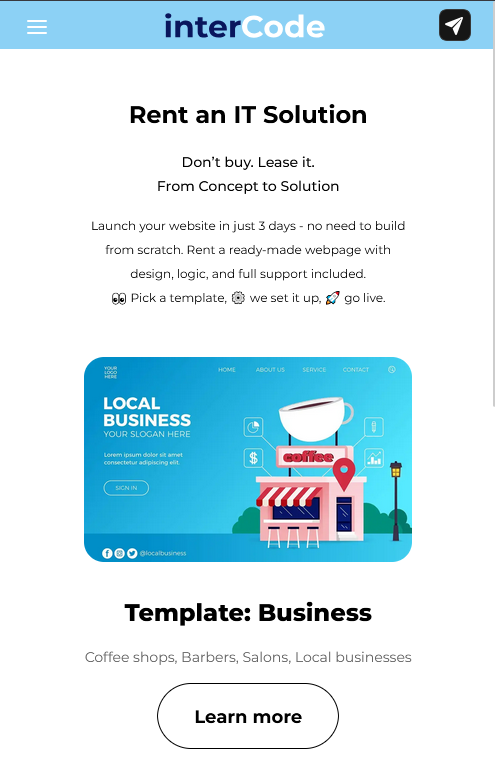 interCode
Rent an IT Solution
Don’t buy. Lease it.
From Concept to Solution
Launch your website in just 3 days - no need to build
from scratch. Rent a ready-made webpage with
design, logic, and full support included.
👀 Pick a template, ⚙️ we set it up, 🚀 go live.
YOUR
LOGO
HERE
HOME ABOUT US SERVICE CONTACT
LOCAL
BUSINESS
YOUR SLOGAN HERE
Lorem ipsum dolor sit amet
consectetur adipiscing elit.
SIGN IN
coffee
$
@localbusiness
Template: Business
Coffee shops, Barbers, Salons, Local businesses
Learn more